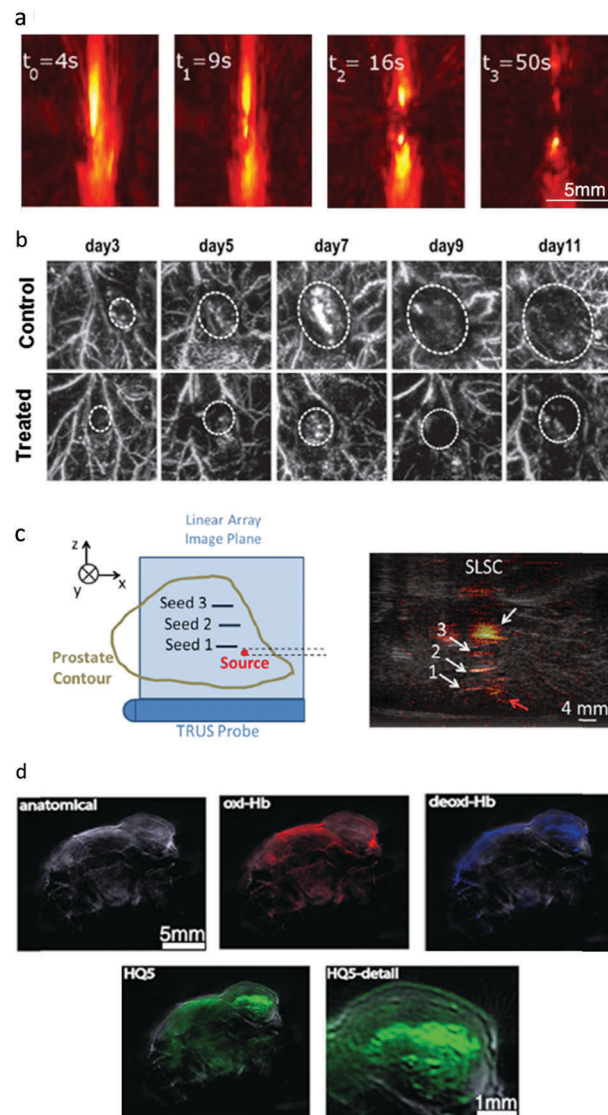 a
t0=4s
t1=9s
t2= 16s
t3=50s
5mm
b
day3 day5 day7 day9 day11
Control
Treated
c
Linear Array
Image Plane
z
y
x
Seed 3
Seed 2
Seed 1
Source
Prostate
Contour
TRUS Probe
SLSC
3
2
1
4 mm
d
anatomical
5mm
oxi-Hb
deoxi-Hb
HQ5
HQ5-detail
1mm